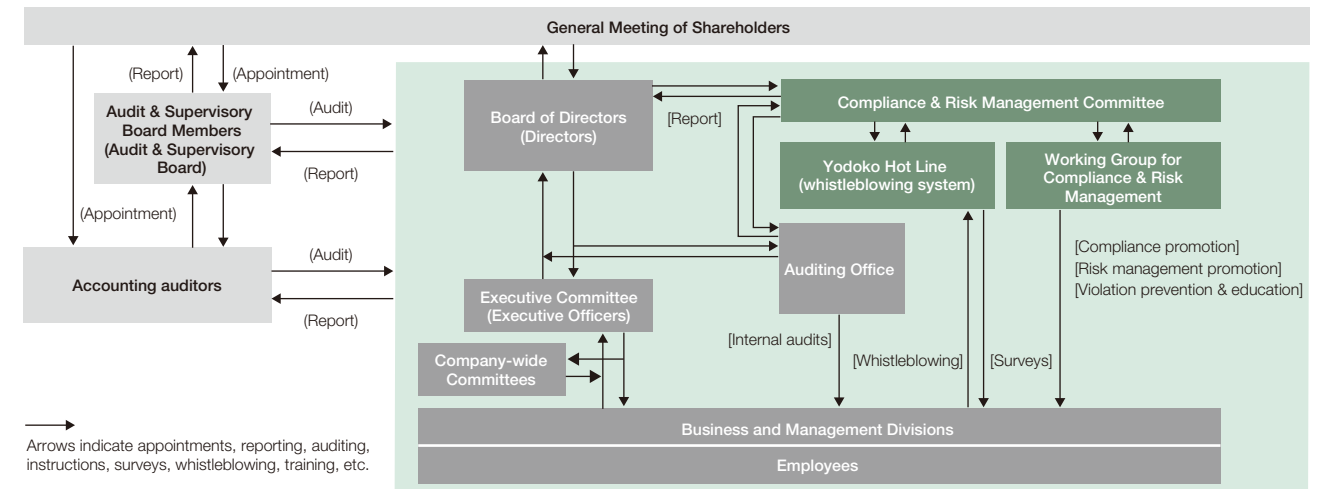 General Meeting of Shareholders
(Report)
(Appointment)
Audit & Supervisory
Board Members
(Audit & Supervisory
Board)
(Audit)
(Report)
(Appointment)
Accounting auditors
(Audit)
(Report)
Board of Directors
(Directors)
[Report]
Compliance & Risk Management Committee
Yodoko Hot Line
(whistleblowing system)
Working Group for
Compliance & Risk
Management
Auditing Office
[Compliance promotion]
[Risk management promotion]
[Violation prevention & education]
Executive Committee
(Executive Officers)
Company-wide
Committees
[Internal audits]
[Whistleblowing]
[Surveys]
Business and Management Divisions
Employees
Arrows indicate appointments, reporting, auditing,
instructions, surveys, whistleblowing, training, etc.